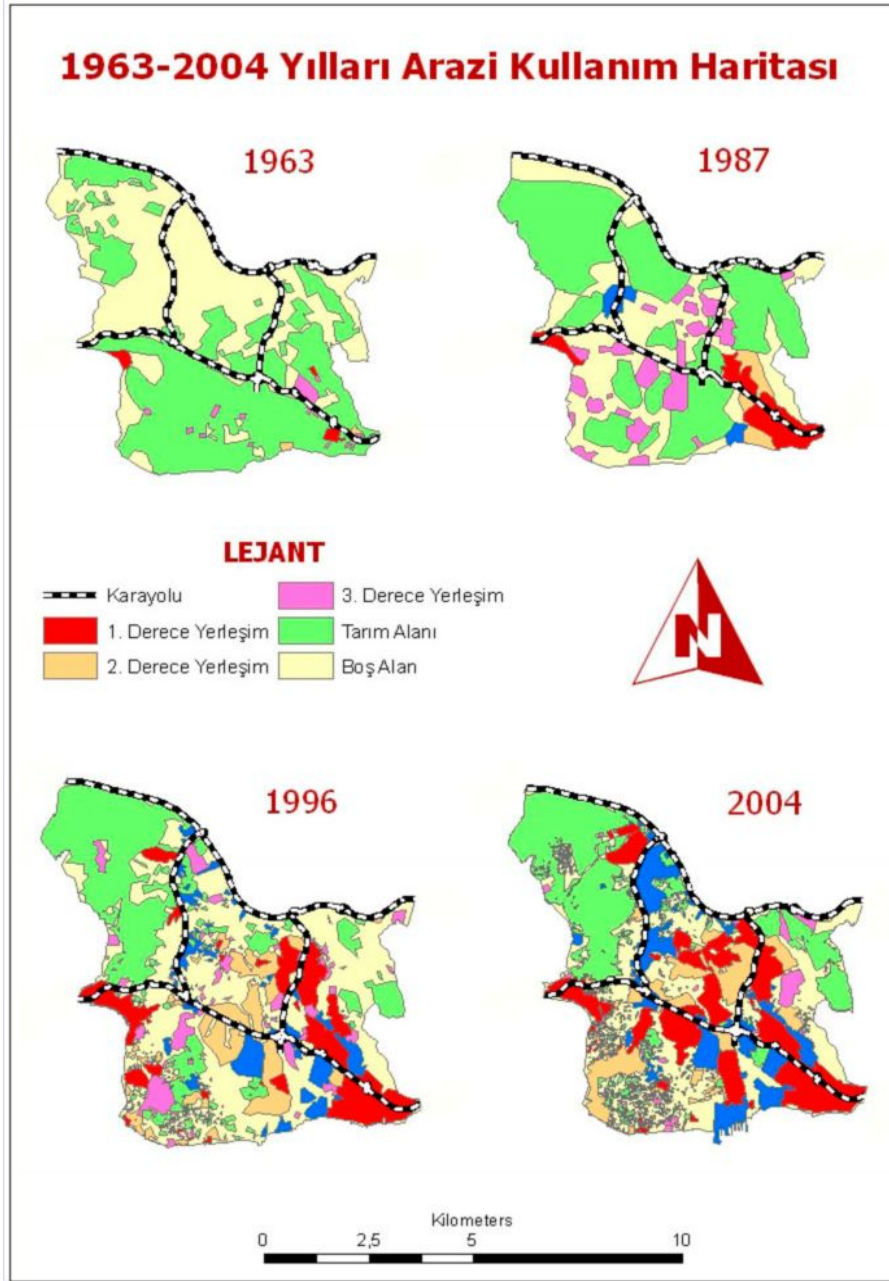 1963-2004 Yılları Arazi Kullanım Haritası
1963
1987
LEJANT
Karayolu
3. Derece Yerleşim
1. Derece Yerleşim
Tarım Alanı
2. Derece Yerleşim
Boş Alan
N
1996
2004
Kilometers
0 2,5 5 10